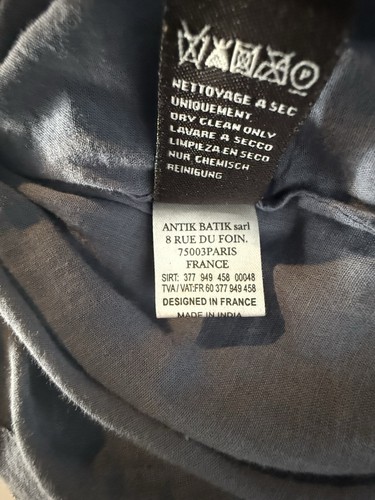 P
NETTOYAGE A SEC
UNIQUEMENT
DRY CLEAN ONLY
LAVARE A SECCO
LIMPIEZA EN SECO
NUR CHEMISCH
REINIGUNG
ANTIK BATIK sarl
8 RUE DU FOIN.
75003PARIS
FRANCE
SIRT: 377 949 458 00048
TVA / VAT:FR 60 377 949 458
DESIGNED IN FRANCE
MADE IN INDIA